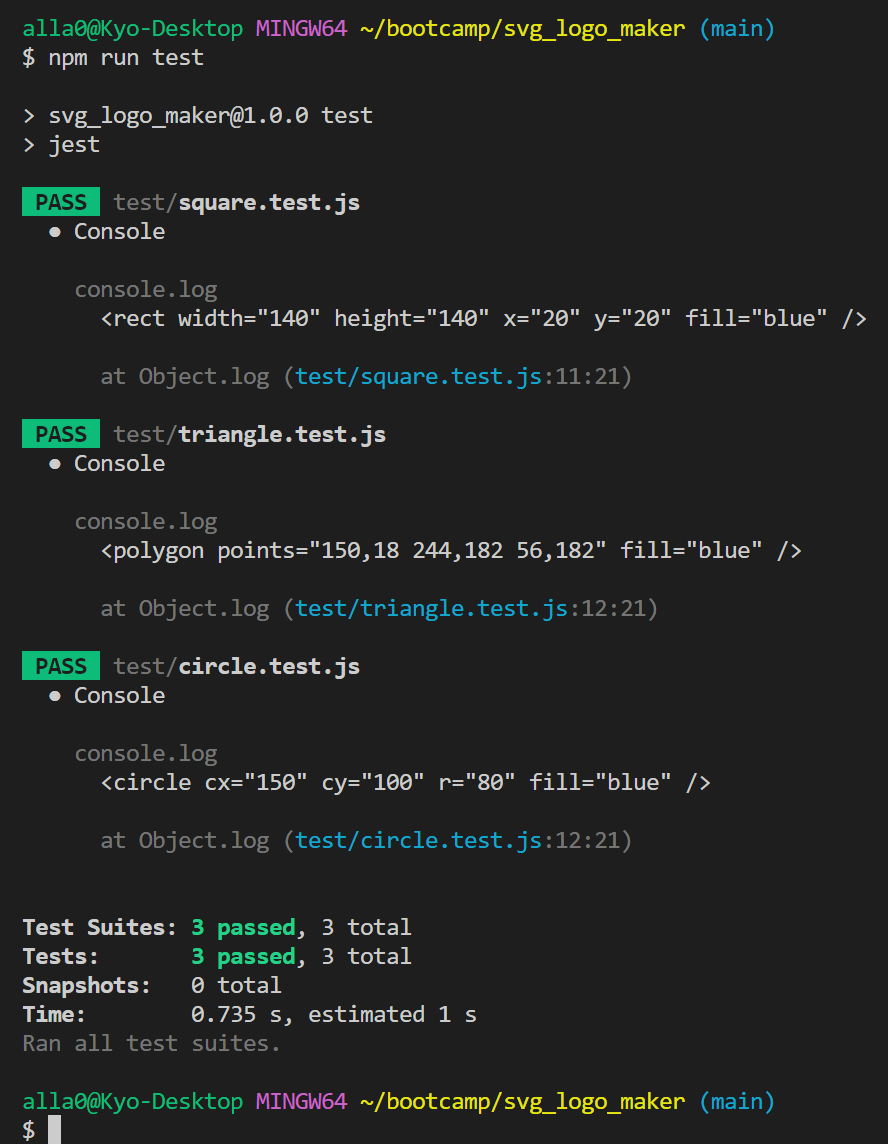 alla0@Kyo-Desktop MINGW64 ~/bootcamp/svg_logo_maker (main)
$ npm run test
> svg_logo_maker@1.0.0 test
> jest
PASS test/square.test.js
● Console
console.log
<rect width="140" height="140" x="20" y="20" fill="blue" />
at Object.log (test/square.test.js:11:21)
PASS test/triangle.test.js
● Console
console.log
<polygon points="150,18 244,182 56,182" fill="blue" />
at Object.log (test/triangle.test.js:12:21)
PASS test/circle.test.js
● Console
console.log
<circle cx="150" cy="100" r="80" fill="blue" />
at Object.log (test/circle.test.js:12:21)
Test Suites: 3 passed, 3 total
Tests: 3 passed, 3 total
Snapshots: 0 total
Time: 0.735 s, estimated 1 s
Ran all test suites.
alla0@Kyo-Desktop MINGW64 ~/bootcamp/svg_logo_maker (main)
$